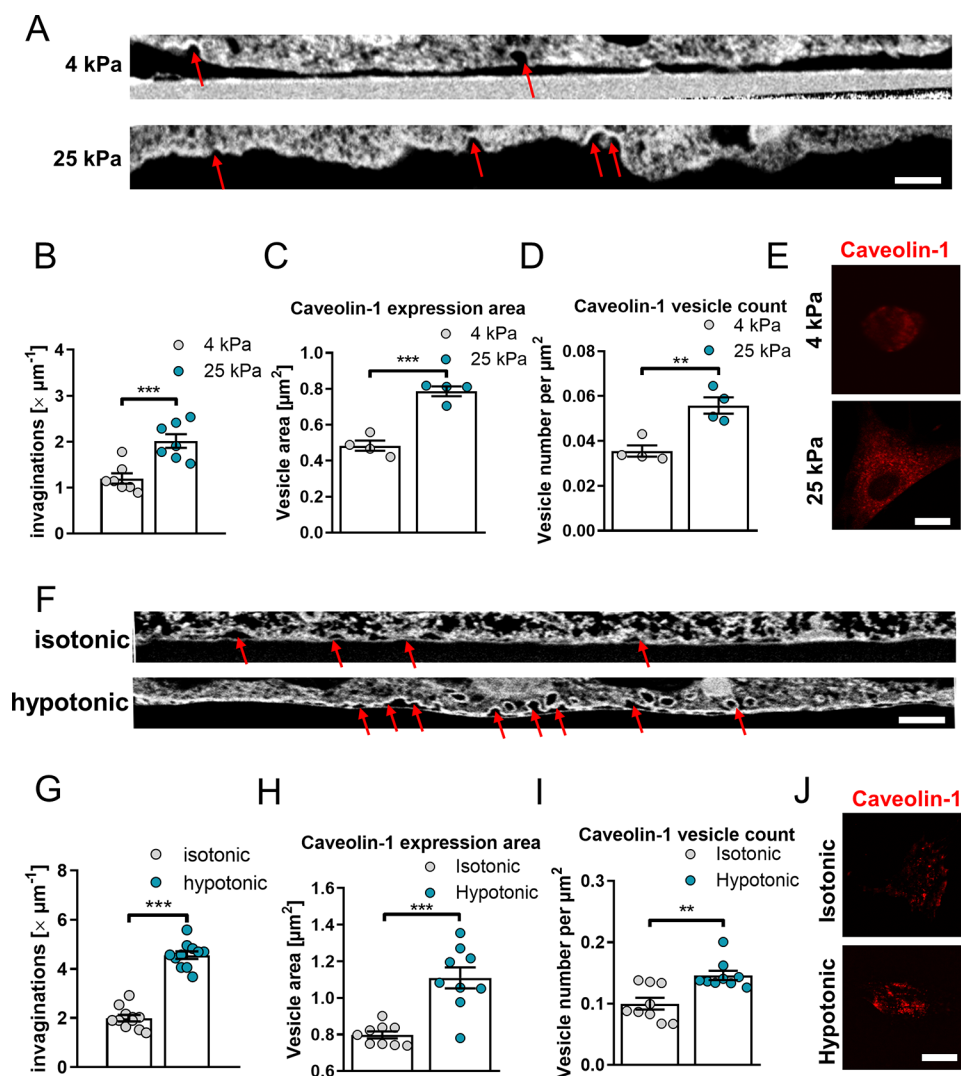 A
4 kPa
25 kPa
B
invaginations [× µm⁻¹]
4
3
2
1
0
4 kPa
25 kPa
***
C
Caveolin-1 expression area
Vesicle area [µm²]
1.0
0.8
0.6
0.4
0.2
0.0
4 kPa
25 kPa
***
D
Caveolin-1 vesicle count
Vesicle number per µm²
0.08
0.06
0.04
0.02
0.00
4 kPa
25 kPa
**
E
Caveolin-1
4 kPa
25 kPa
F
isotonic
hypotonic
G
invaginations [× µm⁻¹]
8
6
4
2
0
isotonic
hypotonic
***
H
Caveolin-1 expression area
Vesicle area [µm²]
1.6
1.4
1.2
1.0
0.8
0.6
Isotonic
Hypotonic
***
I
Caveolin-1 vesicle count
Vesicle number per µm²
0.3
0.2
0.1
0.0
Isotonic
Hypotonic
**
J
Caveolin-1
Isotonic
Hypotonic